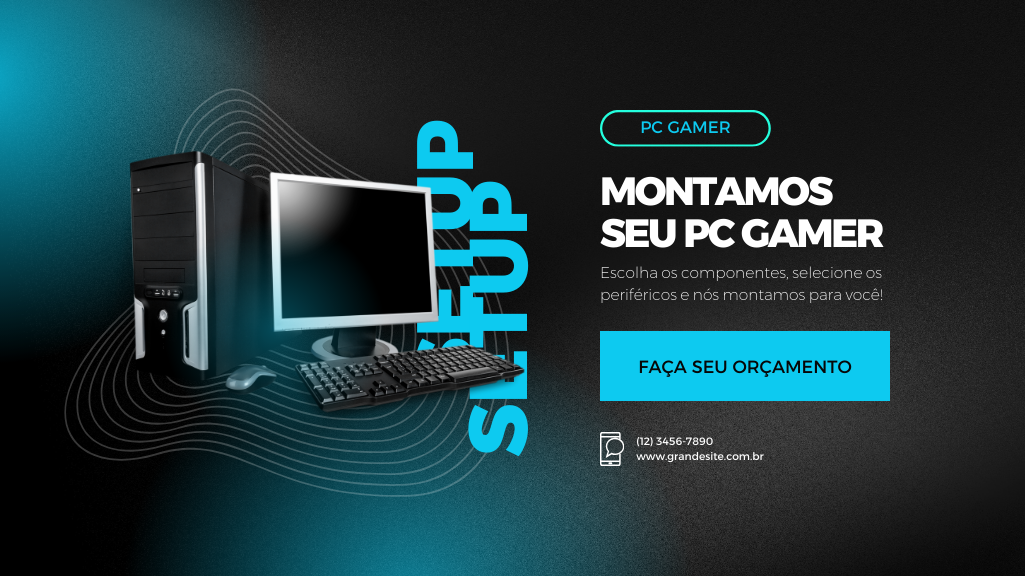 SETUP
SETUP
PC GAMER
MONTAMOS
SEU PC GAMER
Escolha os componentes, selecione os
periféricos e nós montamos para você!
FAÇA SEU ORÇAMENTO
(12) 3456-7890
www.grandesite.com.br